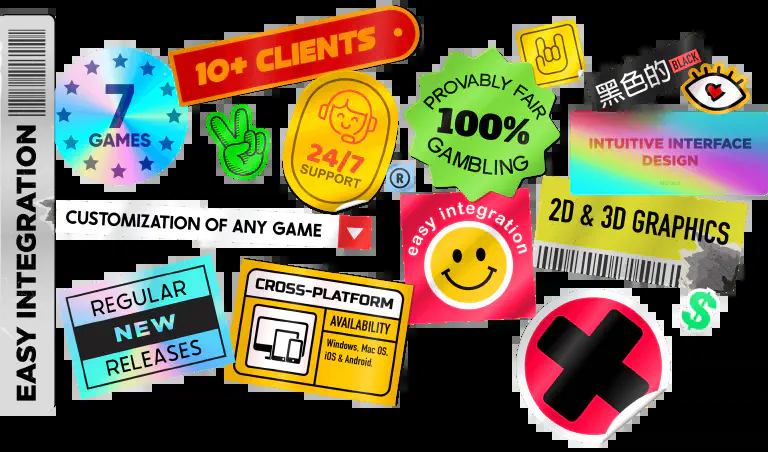 EASY INTEGRATION
7
GAMES
10+ CLIENTS
24/7
SUPPORT
®
PROVABLY FAIR
100%
GAMBLING
黑色的
BLACK
INTUITIVE INTERFACE
DESIGN
CUSTOMIZATION OF ANY GAME
easy integration
2D & 3D GRAPHICS
REGULAR
NEW
RELEASES
CROSS-PLATFORM
AVAILABILITY
Windows, Mac OS,
iOS & Android.
$